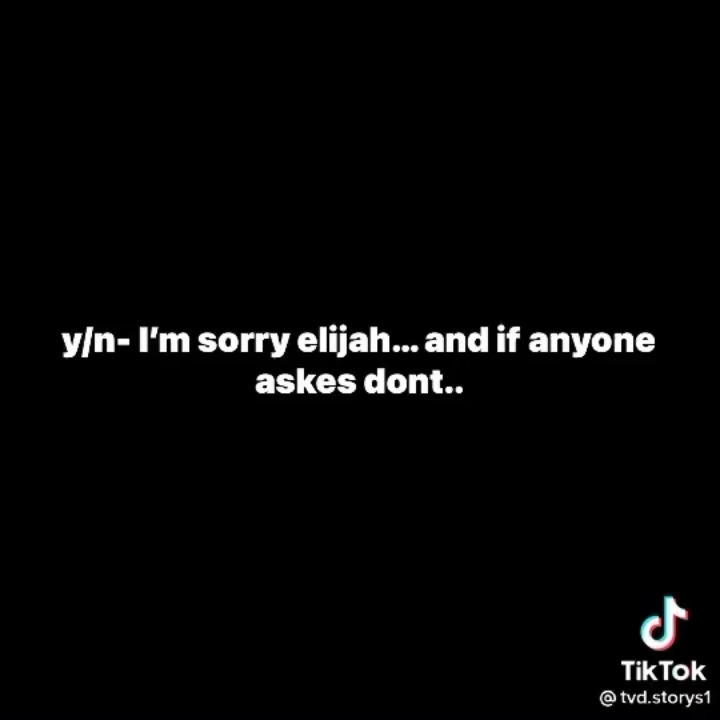 y/n- I’m sorry elijah... and if anyone
askes dont..
TikTok
@tvd.storys1